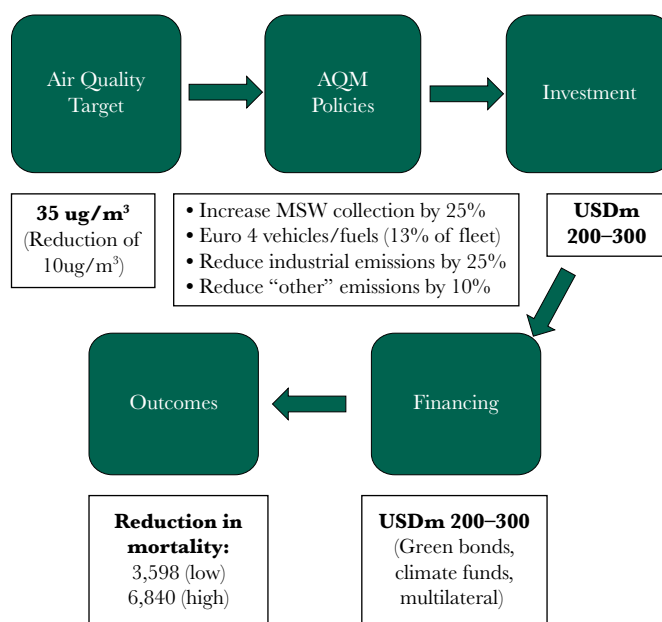 Air Quality
Target
AQM
Policies
Investment
35 ug/m³
(Reduction of
10ug/m³)
• Increase MSW collection by 25%
• Euro 4 vehicles/fuels (13% of fleet)
• Reduce industrial emissions by 25%
• Reduce “other” emissions by 10%
USDm
200–300
Outcomes
Financing
Reduction in
mortality:
3,598 (low)
6,840 (high)
USDm 200–300
(Green bonds,
climate funds,
multilateral)